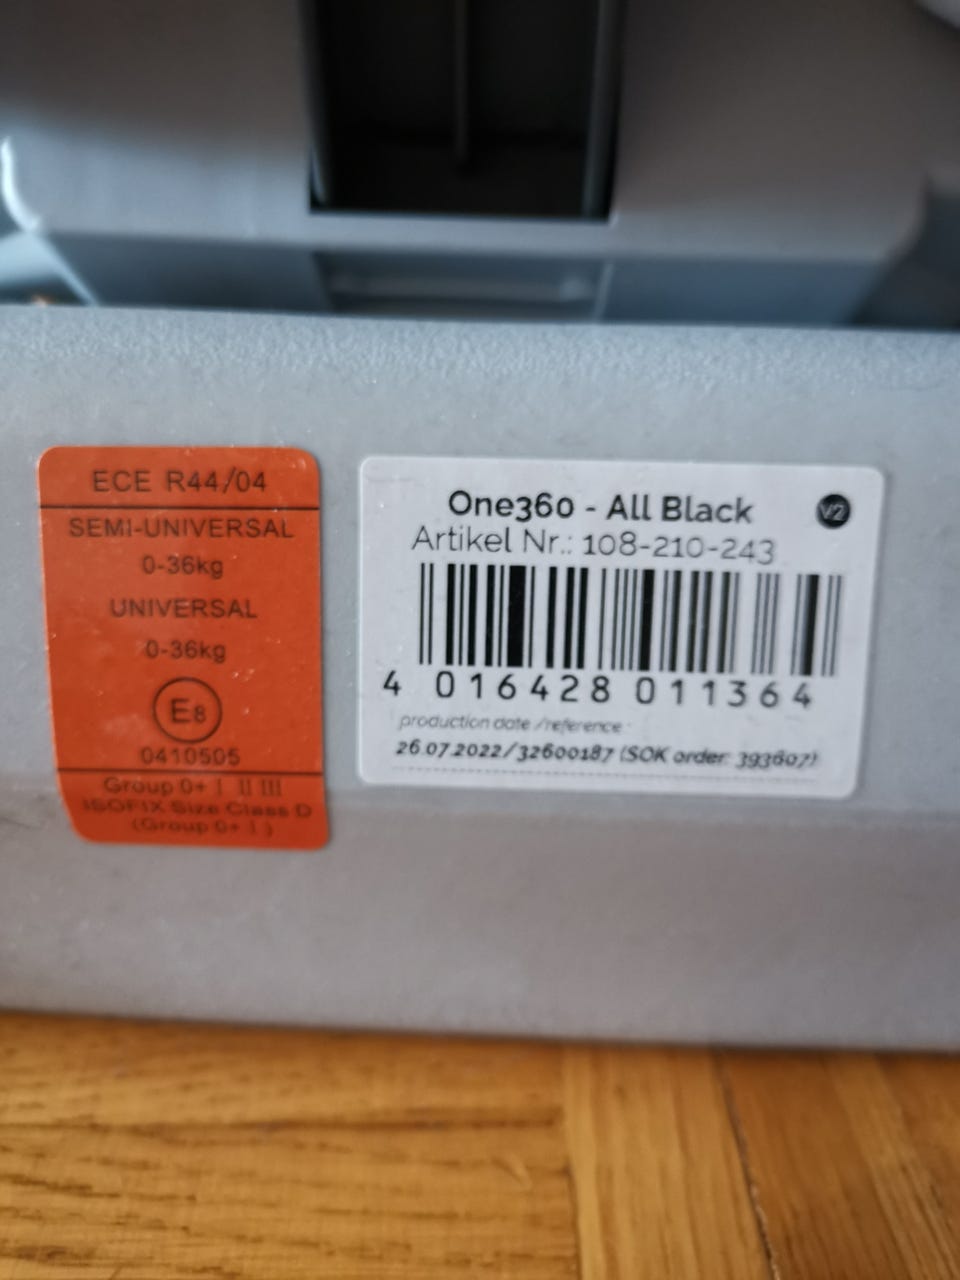 ECE R44/04
SEMI-UNIVERSAL
0-36kg
UNIVERSAL
0-36kg
E8
0410505
Group 0+ I II III
ISOFIX Size Class D
(Group 0+ I )
One360 - All Black
V2
Artikel Nr.: 108-210-243
4 016428 011364
production date /reference :
26.07.2022/32600187 (SOK order: 393607)